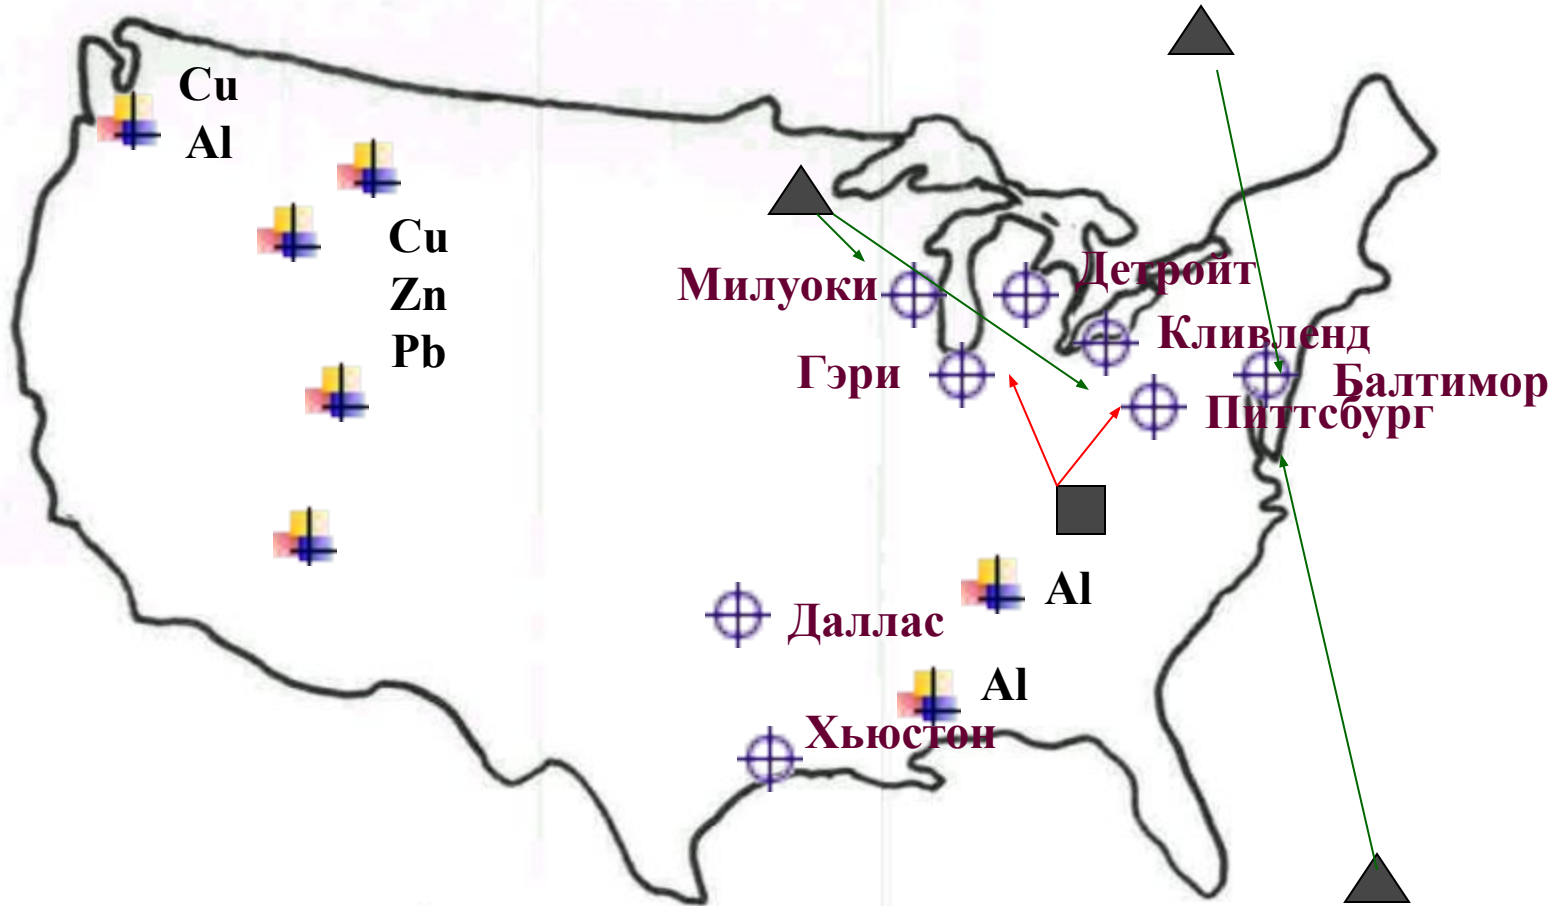 Cu
Al
Cu
Zn
Pb
Милуоки
Детройт
Кливленд
Гэри
Балтимор
Питтсбург
Al
Даллас
Al
Хьюстон